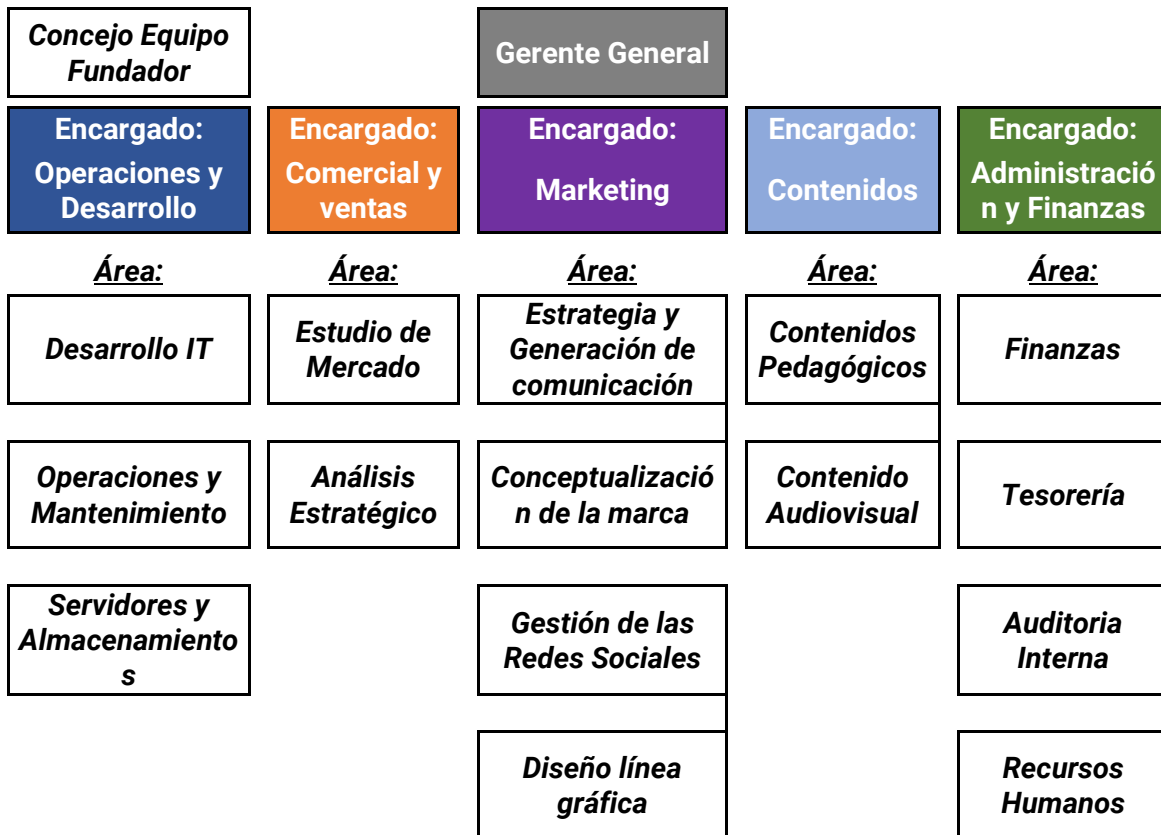 Concejo Equipo
Fundador
Gerente General
Encargado:
Operaciones y
Desarrollo
Encargado:
Comercial y
ventas
Encargado:
Marketing
Encargado:
Contenidos
Encargado:
Administració
n y Finanzas
Área:
Área:
Área:
Área:
Área:
Desarrollo IT
Estudio de
Mercado
Estrategia y
Generación de
comunicación
Contenidos
Pedagógicos
Finanzas
Operaciones y
Mantenimiento
Análisis
Estratégico
Conceptualizació
n de la marca
Contenido
Audiovisual
Tesorería
Servidores y
Almacenamiento
s
Gestión de las
Redes Sociales
Auditoria
Interna
Diseño línea
gráfica
Recursos
Humanos